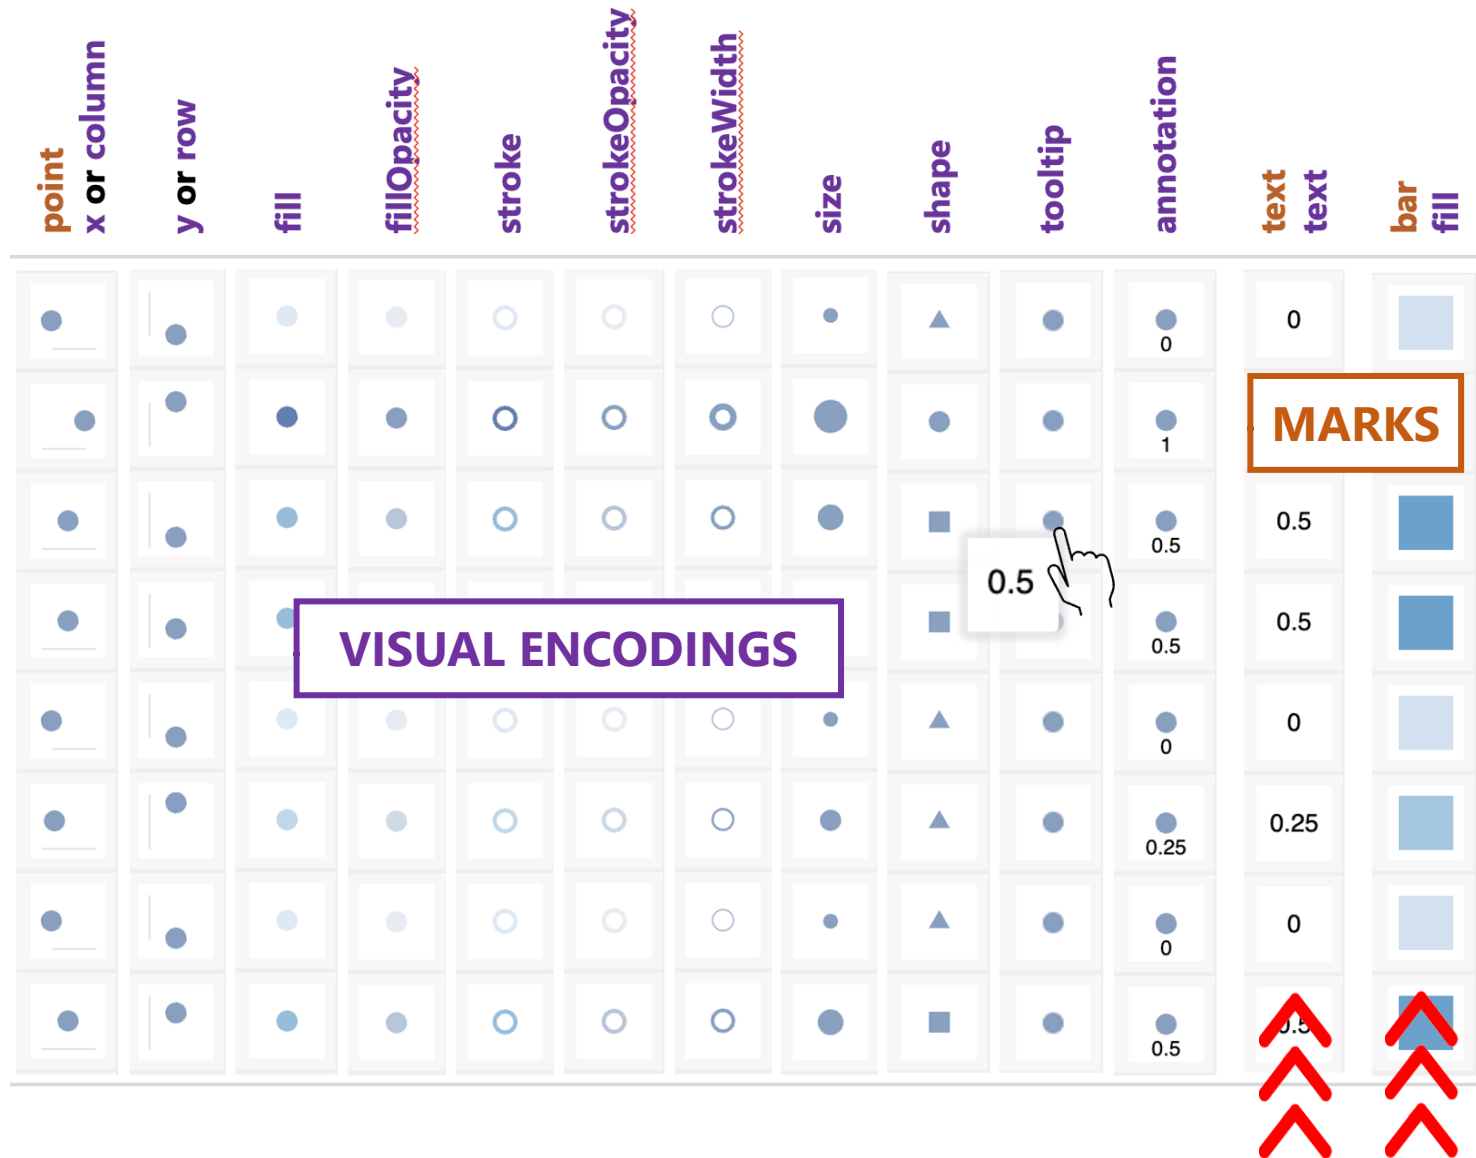 point
x or column
y or row
fill
fillOpacity
stroke
strokeOpacity
strokeWidth
size
shape
tooltip
annotation
text
text
bar
fill
0
0
1
MARKS
0.5
0.5
0.5
0.5
0.5
VISUAL ENCODINGS
0
0
0.25
0.25
0
0
0.5
0.5